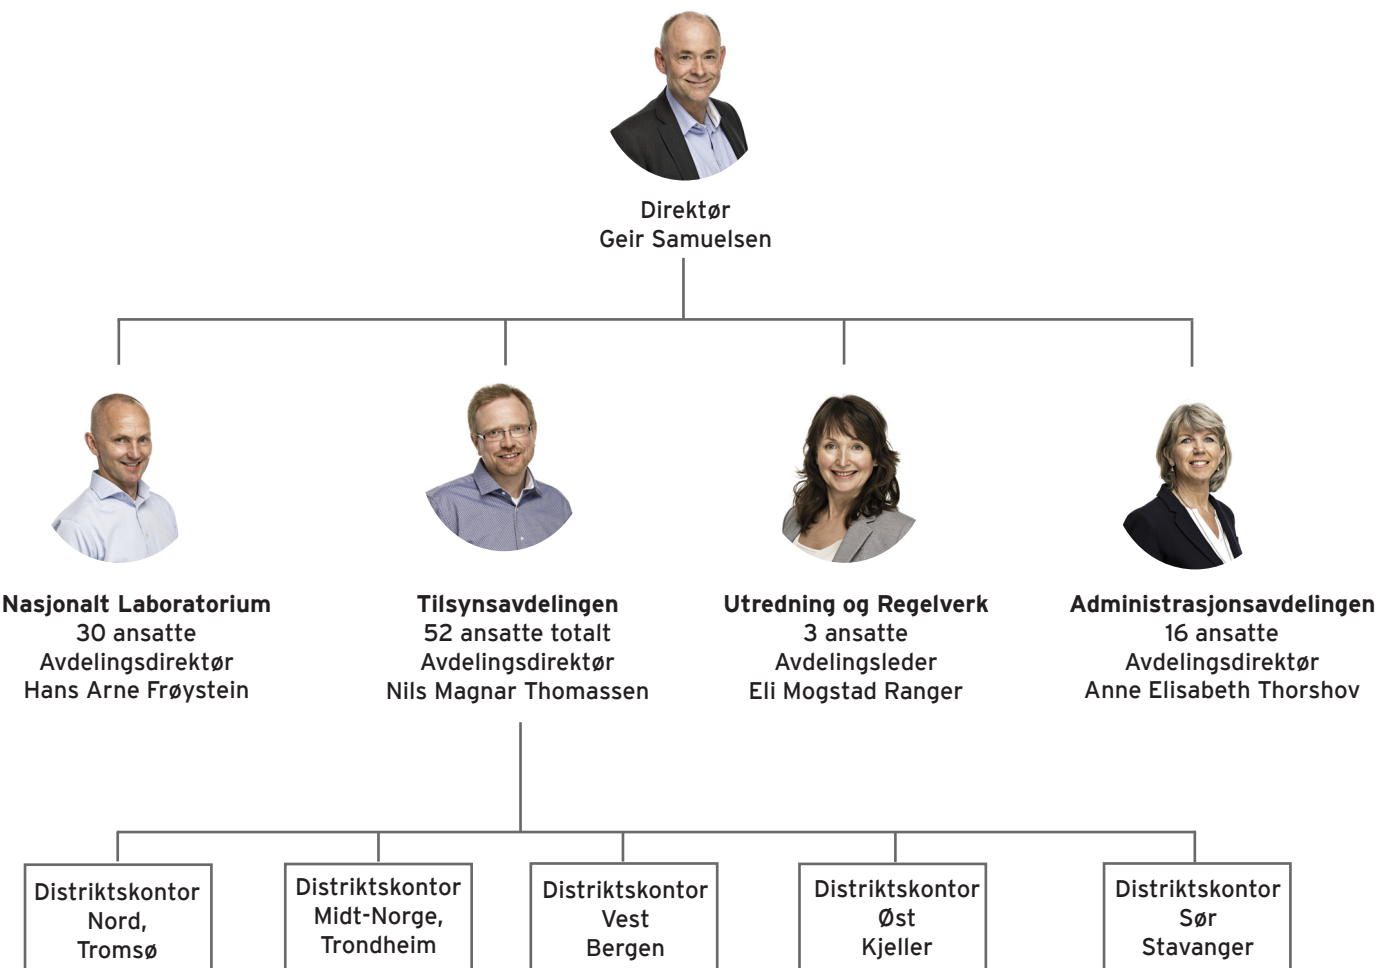 Direktør
Geir Samuelsen
Nasjonalt Laboratorium
30 ansatte
Avdelingsdirektør
Hans Arne Frøystein
Tilsynsavdelingen
52 ansatte totalt
Avdelingsdirektør
Nils Magnar Thomassen
Utredning og Regelverk
3 ansatte
Avdelingsleder
Eli Mogstad Ranger
Administrasjonsavdelingen
16 ansatte
Avdelingsdirektør
Anne Elisabeth Thorshov
Distriktskontor
Nord,
Tromsø
Distriktskontor
Midt-Norge,
Trondheim
Distriktskontor
Vest
Bergen
Distriktskontor
Øst
Kjeller
Distriktskontor
Sør
Stavanger